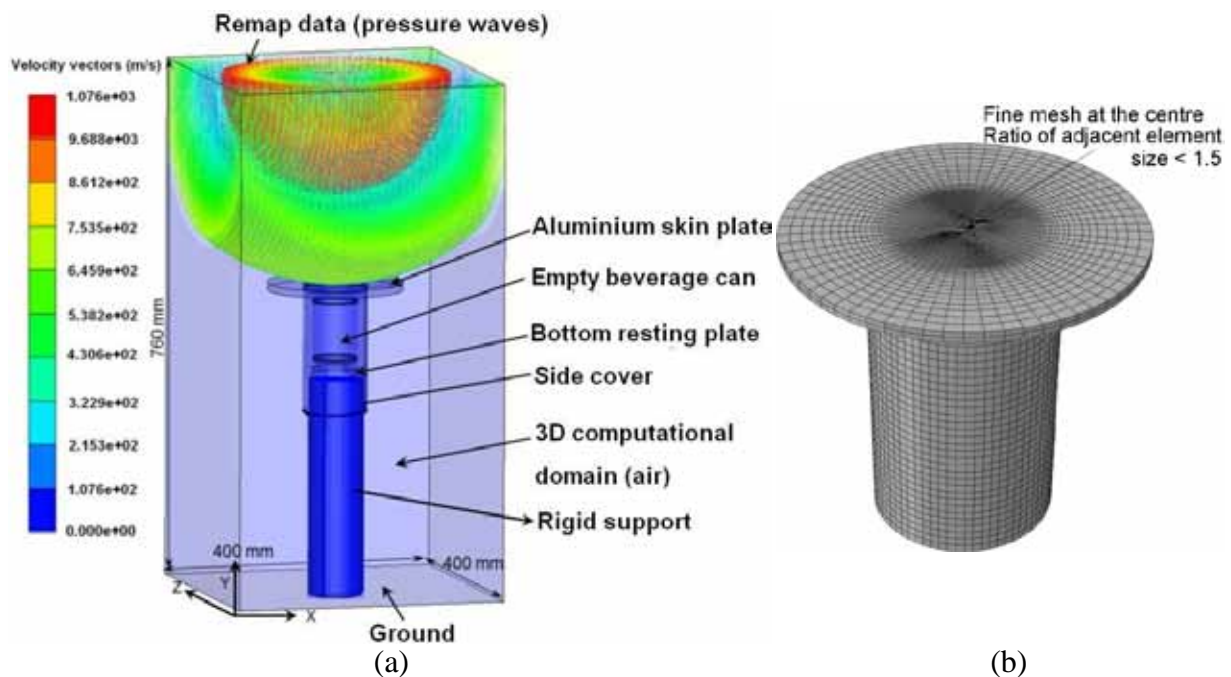 Remap data (pressure waves)
Velocity vectors (m/s)
1.076e+03
9.688e+03
8.612e+02
7.535e+02
6.459e+02
5.382e+02
4.306e+02
3.229e+02
2.153e+02
1.076e+02
0.000e+00
760 mm
Aluminium skin plate
Empty beverage can
Bottom resting plate
Side cover
3D computational
domain (air)
Rigid support
400 mm
400 mm
Z
Y
X
Ground
(a)
Fine mesh at the centre
Ratio of adjacent element
size < 1.5
(b)